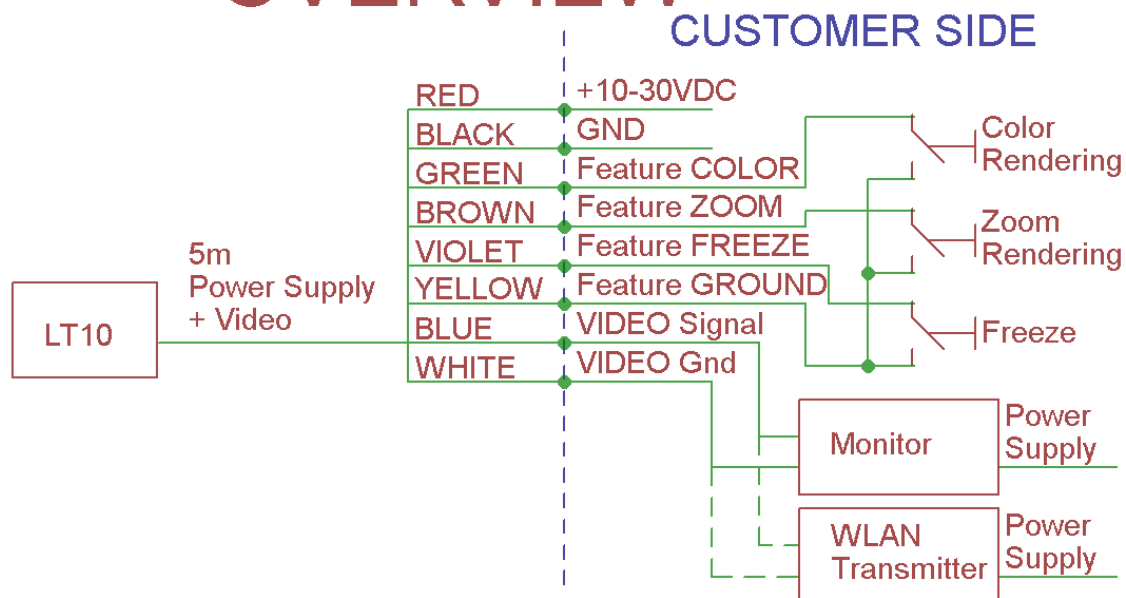 OVERVIEW
CUSTOMER SIDE
RED
+10-30VDC
BLACK
GND
GREEN
Feature COLOR
BROWN
Feature ZOOM
VIOLET
Feature FREEZE
YELLOW
Feature GROUND
BLUE
VIDEO Signal
WHITE
VIDEO Gnd
5m
Power Supply
+ Video
LT10
Color
Rendering
Zoom
Rendering
Freeze
Monitor
Power
Supply
WLAN
Transmitter
Power
Supply